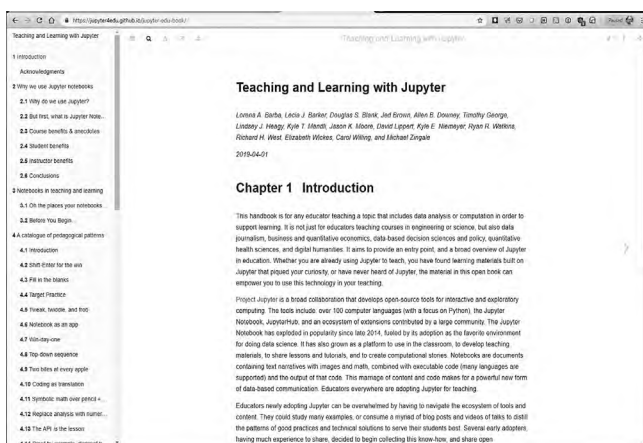 https://jupyter4edu.github.io/jupyter-edu-book/
Teaching and Learning with Jupyter
1 Introduction
Acknowledgments
2 Why we use Jupyter notebooks
2.1 Why do we use Jupyter?
2.2 But first, what is Jupyter Note...
2.3 Course benefits & anecdotes
2.4 Student benefits
2.5 Instructor benefits
2.6 Conclusions
3 Notebooks in teaching and learning
3.1 Oh the places your notebooks ...
3.2 Before You Begin...
4 A catalogue of pedagogical patterns
4.1 Introduction
4.2 Shift-Enter for the win
4.3 Fill in the blanks
4.4 Target Practice
4.5 Tweak, twiddle, and frob
4.6 Notebook as an app
4.7 Win-day-one
4.8 Top-down sequence
4.9 Two bites at every apple
4.10 Coding as translation
4.11 Symbolic math over pencil +...
4.12 Replace analysis with numer...
4.13 The API is the lesson
Teaching and Learning with Jupyter
Teaching and Learning with Jupyter
Lorena A. Barba, Lecia J. Barker, Douglas S. Blank, Jed Brown, Allen B. Downey, Timothy George,
Lindsey J. Heagy, Kyle T. Mandli, Jason K. Moore, David Lippert, Kyle E. Niemeyer, Ryan R. Watkins,
Richard H. West, Elizabeth Wickes, Carol Willing, and Michael Zingale
2019-04-01
Chapter 1 Introduction
This handbook is for any educator teaching a topic that includes data analysis or computation in order to
support learning. It is not just for educators teaching courses in engineering or science, but also data
journalism, business and quantitative economics, data-based decision sciences and policy, quantitative
health sciences, and digital humanities. It aims to provide an entry point, and a broad overview of Jupyter
in education. Whether you are already using Jupyter to teach, you have found learning materials built on
Jupyter that piqued your curiosity, or have never heard of Jupyter, the material in this open book can
empower you to use this technology in your teaching.
Project Jupyter is a broad collaboration that develops open-source tools for interactive and exploratory
computing. The tools include: over 100 computer languages (with a focus on Python), the Jupyter
Notebook, JupyterHub, and an ecosystem of extensions contributed by a large community. The Jupyter
Notebook has exploded in popularity since late 2014, fueled by its adoption as the favorite environment
for doing data science. It has also grown as a platform to use in the classroom, to develop teaching
materials, to share lessons and tutorials, and to create computational stories. Notebooks are documents
containing text narratives with images and math, combined with executable code (many languages are
supported) and the output of that code. This marriage of content and code makes for a powerful new form
of data-based communication. Educators everywhere are adopting Jupyter for teaching.
Educators newly adopting Jupyter can be overwhelmed by having to navigate the ecosystem of tools and
content. They could study many examples, or consume a myriad of blog posts and videos of talks to distill
the patterns of good practices and technical solutions to serve their students best. Several early adopters,
having much experience to share, decided to begin collecting this know-how, and share open